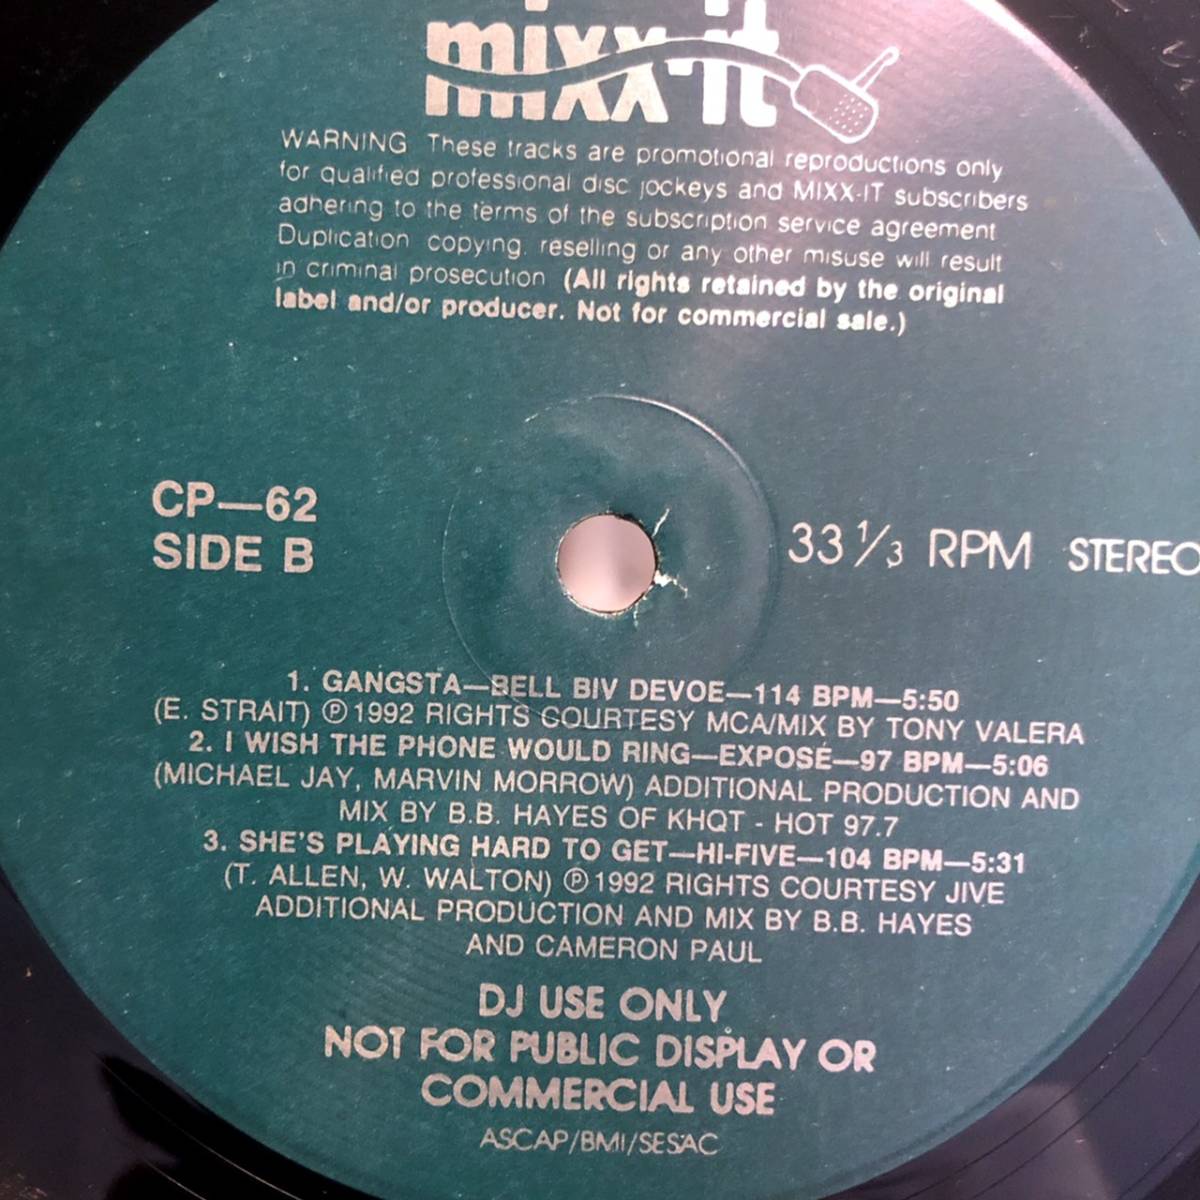 mixx-it
WARNING These tracks are promotional reproductions only
for qualified professional disc jockeys and MIXX-IT subscribers
adhering to the terms of the subscription service agreement
Duplication copying, reselling or any other misuse will result
in criminal prosecution (All rights retained by the original
label and/or producer. Not for commercial sale.)
CP—62
SIDE B
33 1/3 RPM STEREO
1. GANGSTA—BELL BIV DEVOE—114 BPM—5:50
(E. STRAIT) ℗1992 RIGHTS COURTESY MCA/MIX BY TONY VALERA
2. I WISH THE PHONE WOULD RING—EXPOSÉ—97 BPM—5:06
(MICHAEL JAY, MARVIN MORROW) ADDITIONAL PRODUCTION AND
MIX BY B.B. HAYES OF KHQT - HOT 97.7
3. SHE'S PLAYING HARD TO GET—HI-FIVE—104 BPM—5:31
(T. ALLEN, W. WALTON) ℗1992 RIGHTS COURTESY JIVE
ADDITIONAL PRODUCTION AND MIX BY B.B. HAYES
AND CAMERON PAUL
DJ USE ONLY
NOT FOR PUBLIC DISPLAY OR
COMMERCIAL USE
ASCAP/BMI/SESAC